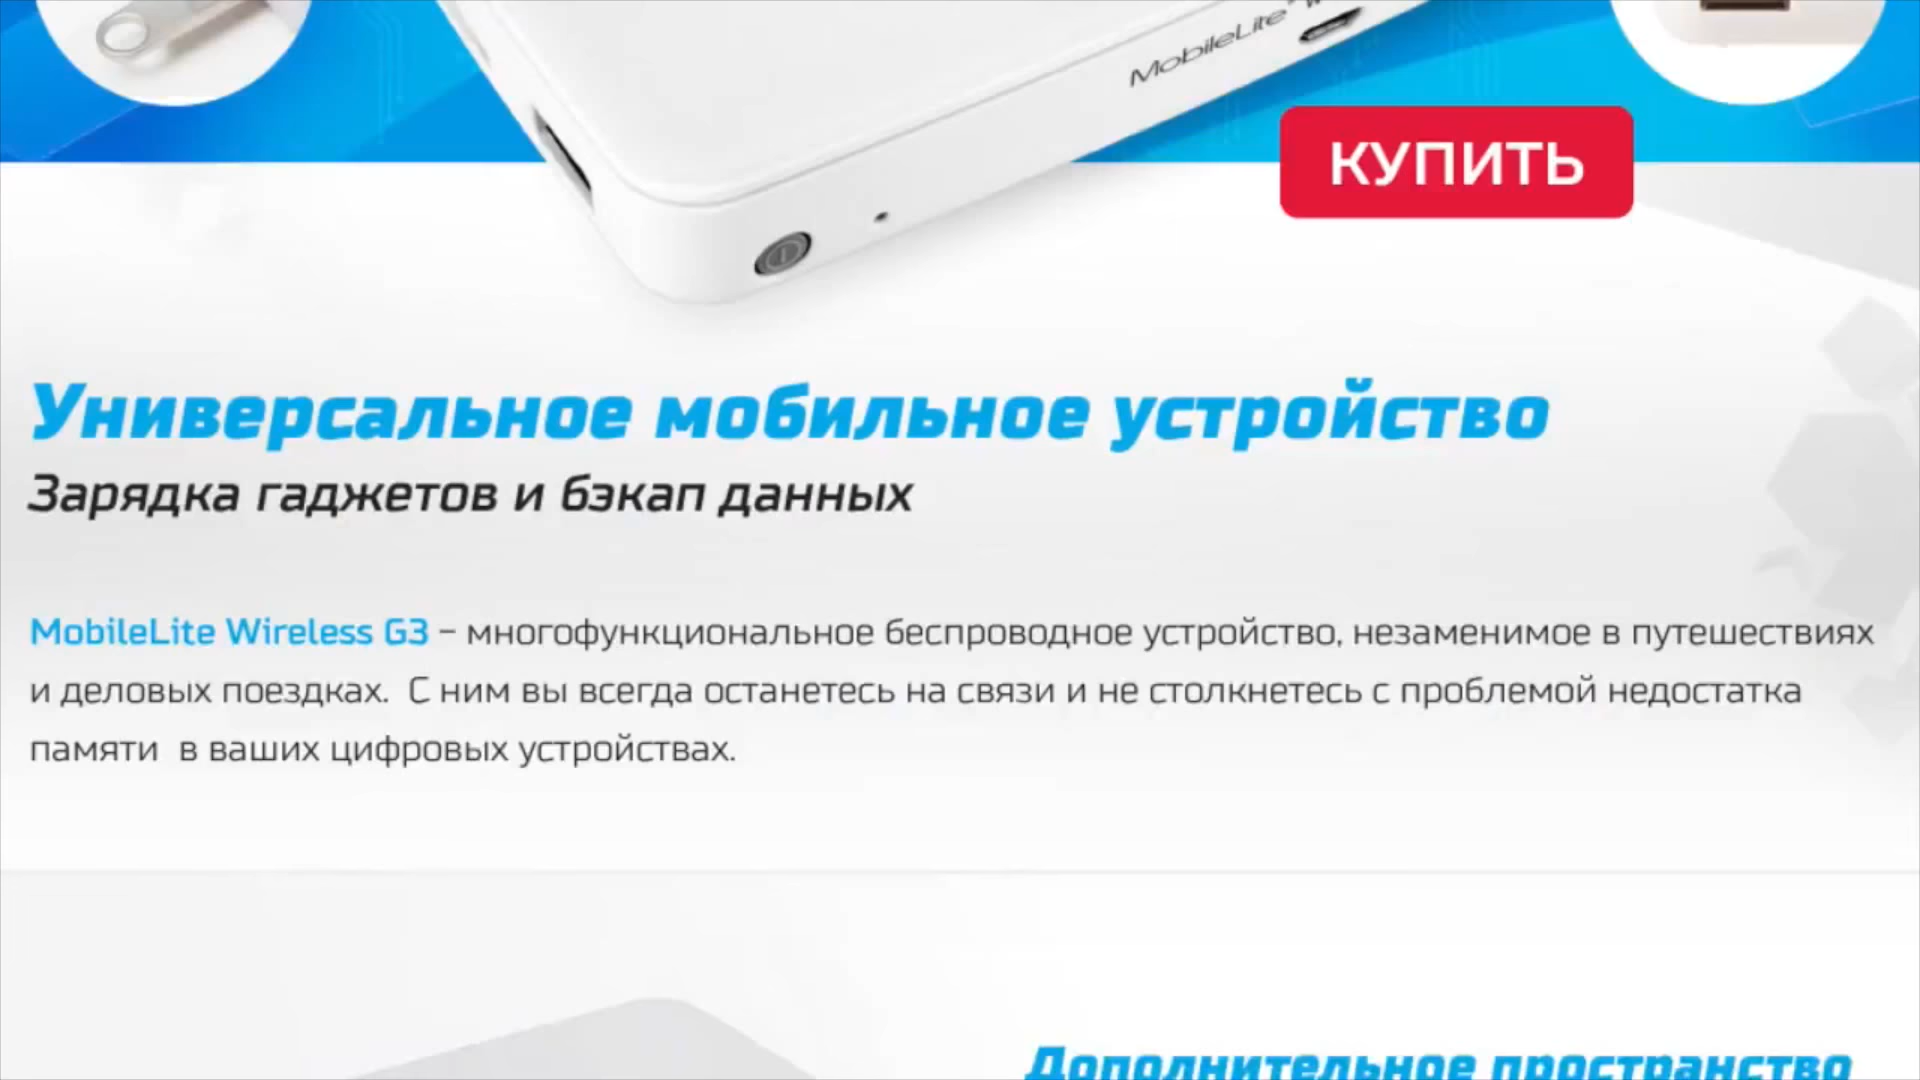 MobileLite
КУПИТЬ
Универсальное мобильное устройство
Зарядка гаджетов и бэкап данных
MobileLite Wireless G3 – многофункциональное беспроводное устройство, незаменимое в путешествиях
и деловых поездках. С ним вы всегда останетесь на связи и не столкнетесь с проблемой недостатка
памяти в ваших цифровых устройствах.
Дополнительное пространство